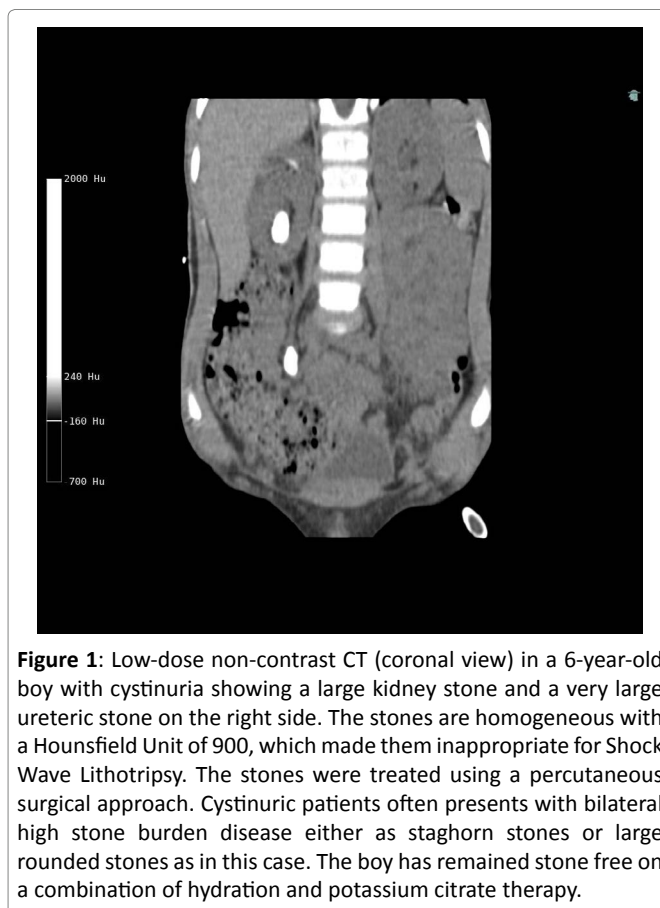 2000 Hu
240 Hu
-160 Hu
-700 Hu
Figure 1: Low-dose non-contrast CT (coronal view) in a 6-year-old
boy with cystinuria showing a large kidney stone and a very large
ureteric stone on the right side. The stones are homogeneous with
a Hounsfield Unit of 900, which made them inappropriate for Shock
Wave Lithotripsy. The stones were treated using a percutaneous
surgical approach. Cystinuric patients often presents with bilateral
high stone burden disease either as staghorn stones or large
rounded stones as in this case. The boy has remained stone free on
a combination of hydration and potassium citrate therapy.